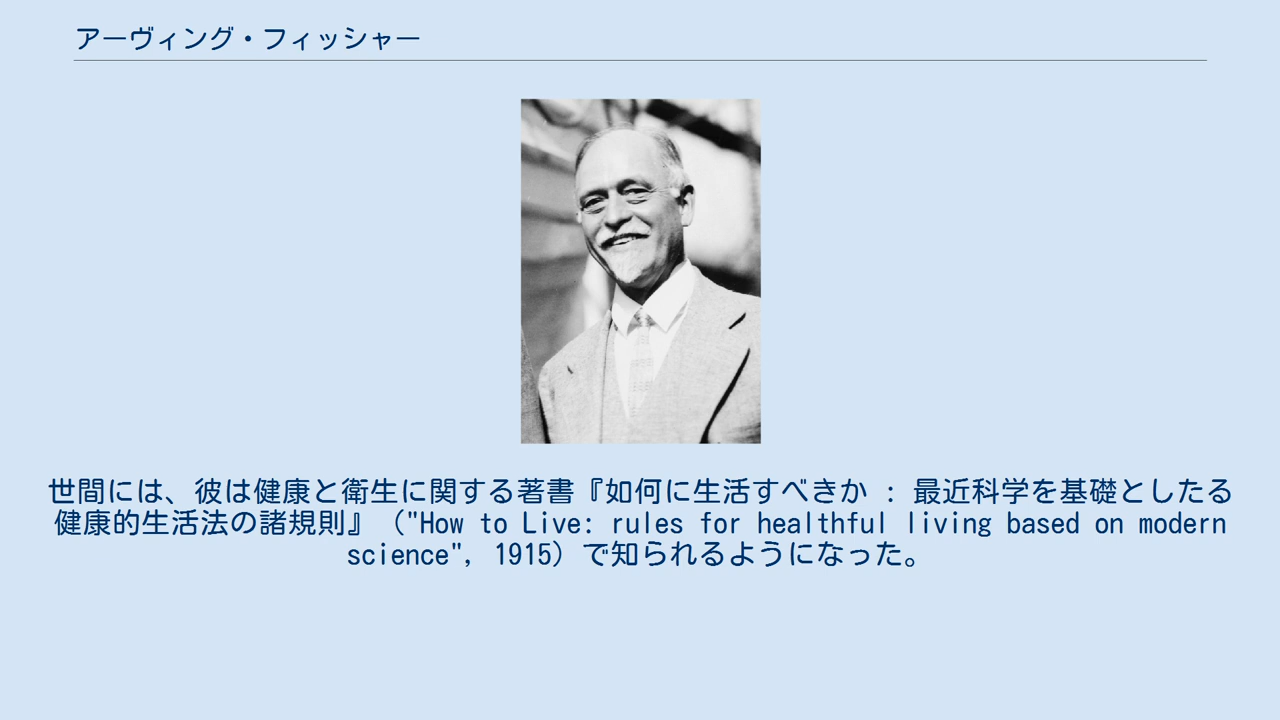 アーヴィング・フィッシャー
世間には、彼は健康と衛生に関する著書『如何に生活すべきか : 最近科学を基礎としたる
健康的生活法の諸規則』（"How to Live: rules for healthful living based on modern
science", 1915）で知られるようになった。